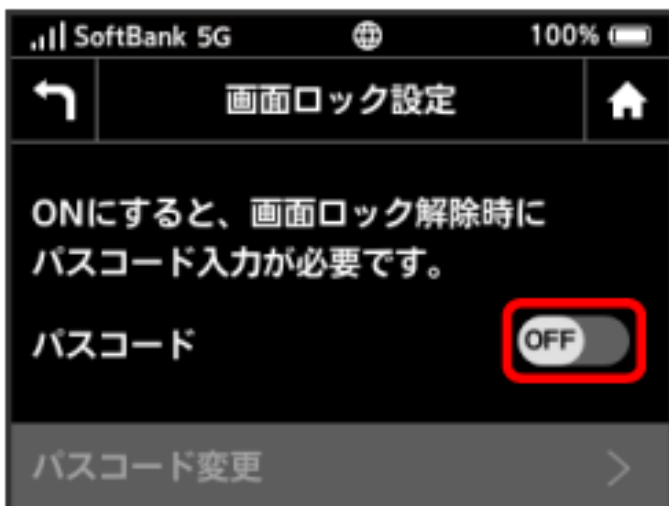 SoftBank 5G 100%
画面ロック設定
ONにすると、画面ロック解除時に
パスコード入力が必要です。
パスコード OFF
パスコード変更